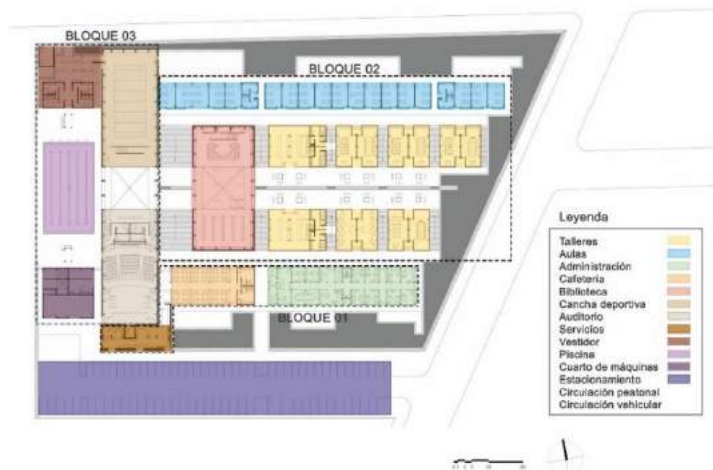 BLOQUE 03
BLOQUE 02
BLOQUE 01
Leyenda
Talleres
Aulas
Administración
Cafetería
Biblioteca
Cancha deportiva
Auditorio
Servicios
Vestidor
Piscina
Cuarto de máquinas
Estacionamiento
Circulación peatonal
Circulación vehicular